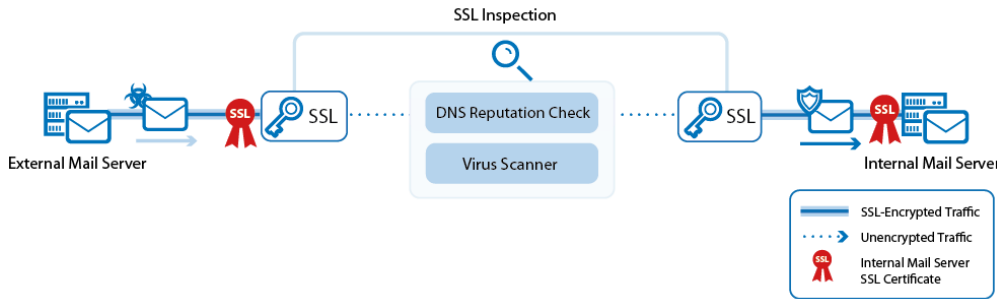 SSL Inspection
SSL
SSL
DNS Reputation Check
SSL
SSL
Virus Scanner
External Mail Server
Internal Mail Server
SSL-Encrypted Traffic
Unencrypted Traffic
SSL
Internal Mail Server
SSL Certificate